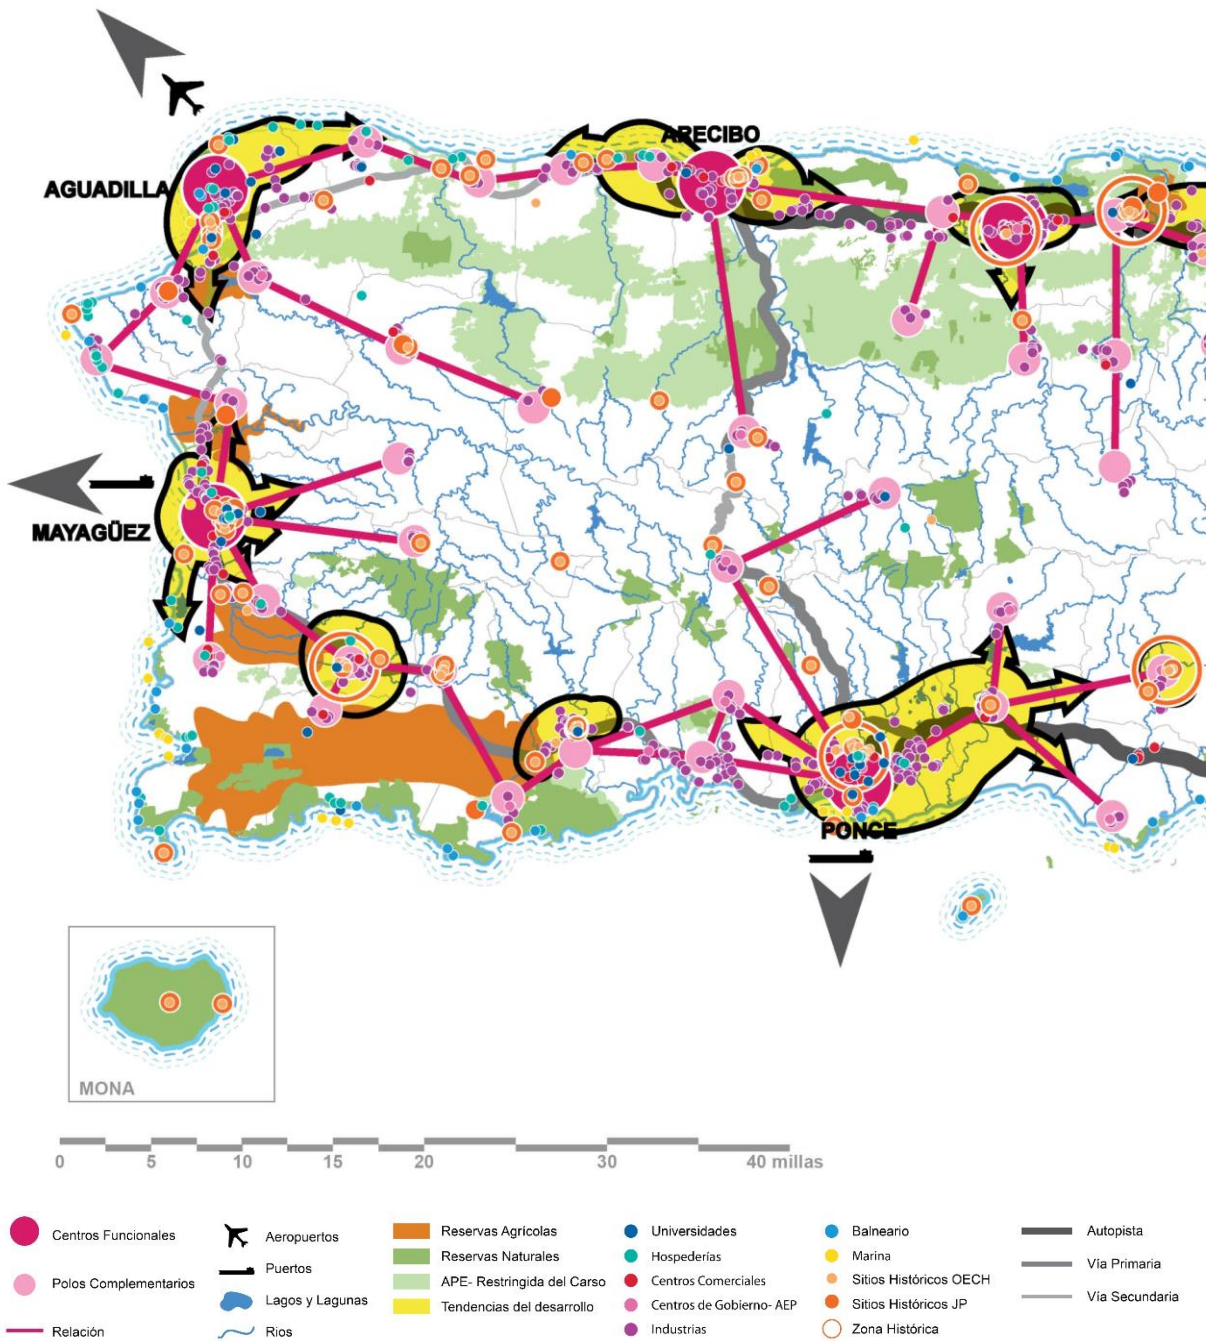 ARECIBO
AGUADILLA
MAYAGÜEZ
PONCE
MONA
0 5 10 15 20 30 40 millas
Centros Funcionales
Polos Complementarios
Relación
Aeropuertos
Puertos
Lagos y Lagunas
Rios
Reservas Agrícolas
Reservas Naturales
APE- Restringida del Carso
Tendencias del desarrollo
Universidades
Hospederías
Centros Comerciales
Centros de Gobierno- AEP
Industrias
Balneario
Marina
Sitios Históricos OECH
Sitios Históricos JP
Zona Histórica
Autopista
Vía Primaria
Vía Secundaria